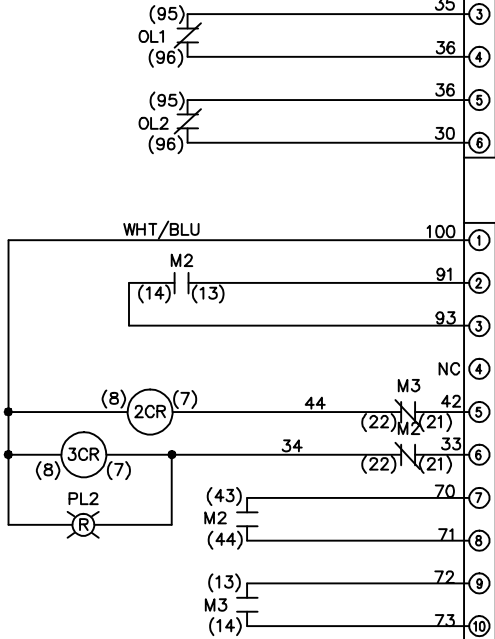 (95) 35 3
OL1
(96) 36 4
(95) 36 5
OL2
(96) 30 6
WHT/BLU 100 1
M2 91 2
(14) (13)
93 3
NC 4
M3
(8) 2CR (7) 44 42 5
(22) (21)
M2
(8) 3CR (7) 34 33 6
(22) (21)
PL2
R
(43) 70 7
M2
(44) 71 8
(13) 72 9
M3
(14) 73 10